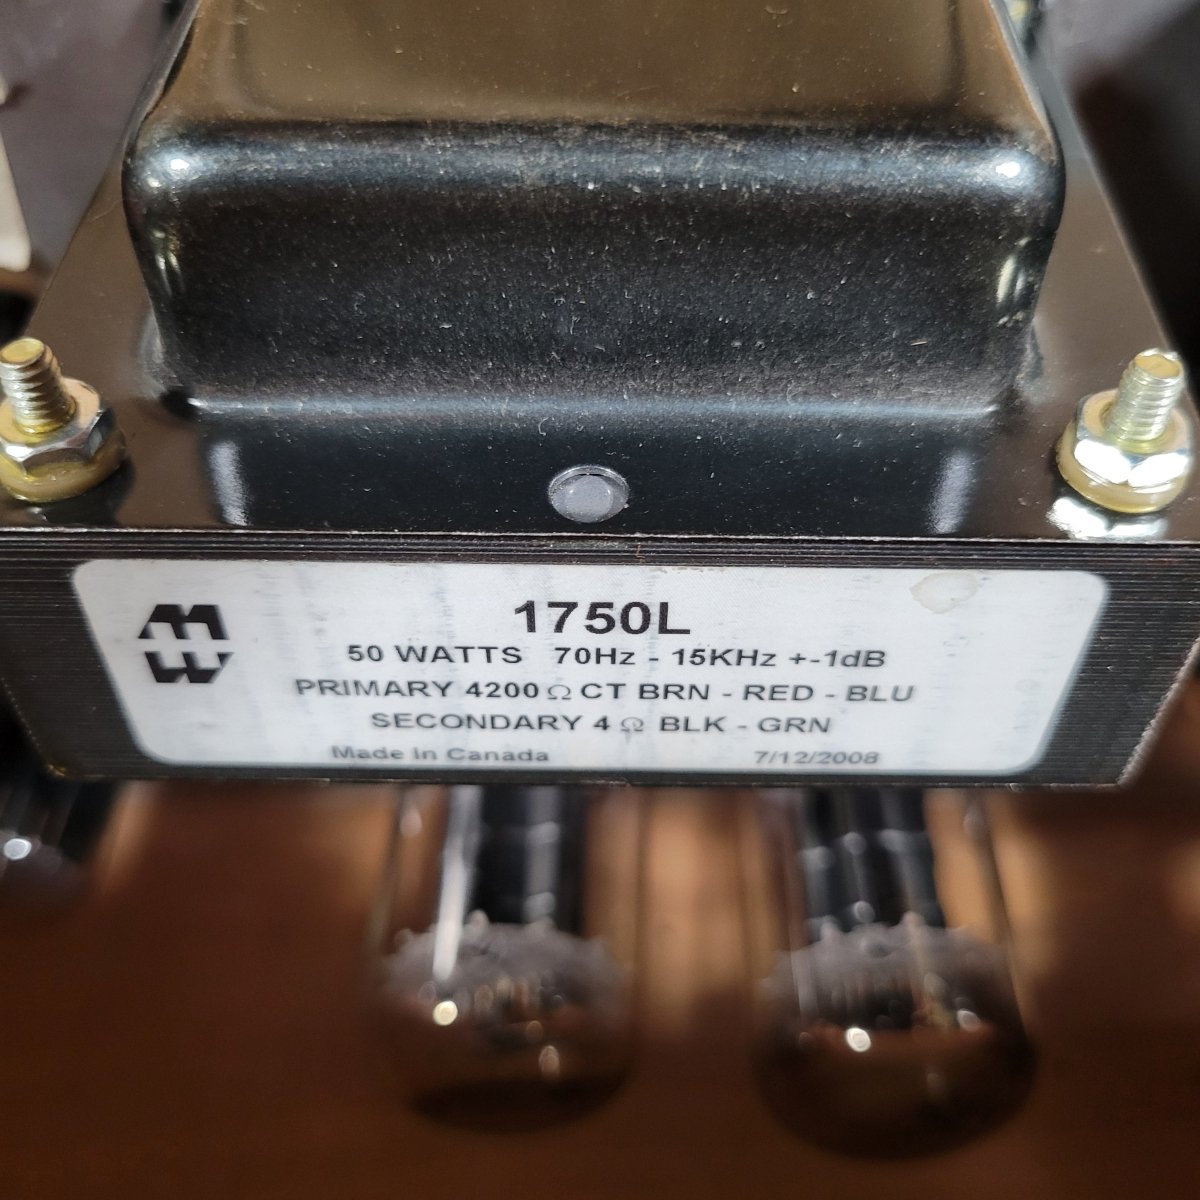 1750L
50 WATTS 70Hz - 15KHz +-1dB
PRIMARY 4200 Ω CT BRN - RED - BLU
SECONDARY 4 Ω BLK - GRN
Made In Canada 7/12/2008